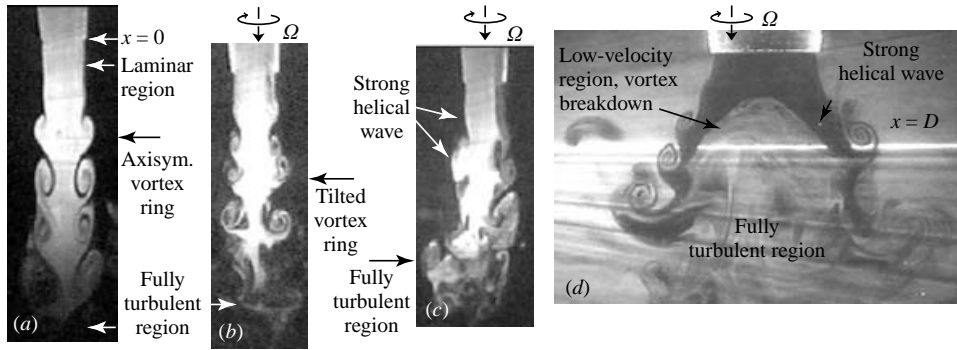 x = 0
Laminar
region
Axisym.
vortex
ring
Fully
turbulent
region
(a)
Ω
Tilted
vortex
ring
(b)
Ω
Strong
helical
wave
Fully
turbulent
region
(c)
Ω
Low-velocity
region, vortex
breakdown
Strong
helical wave
x = D
Fully
turbulent region
(d)